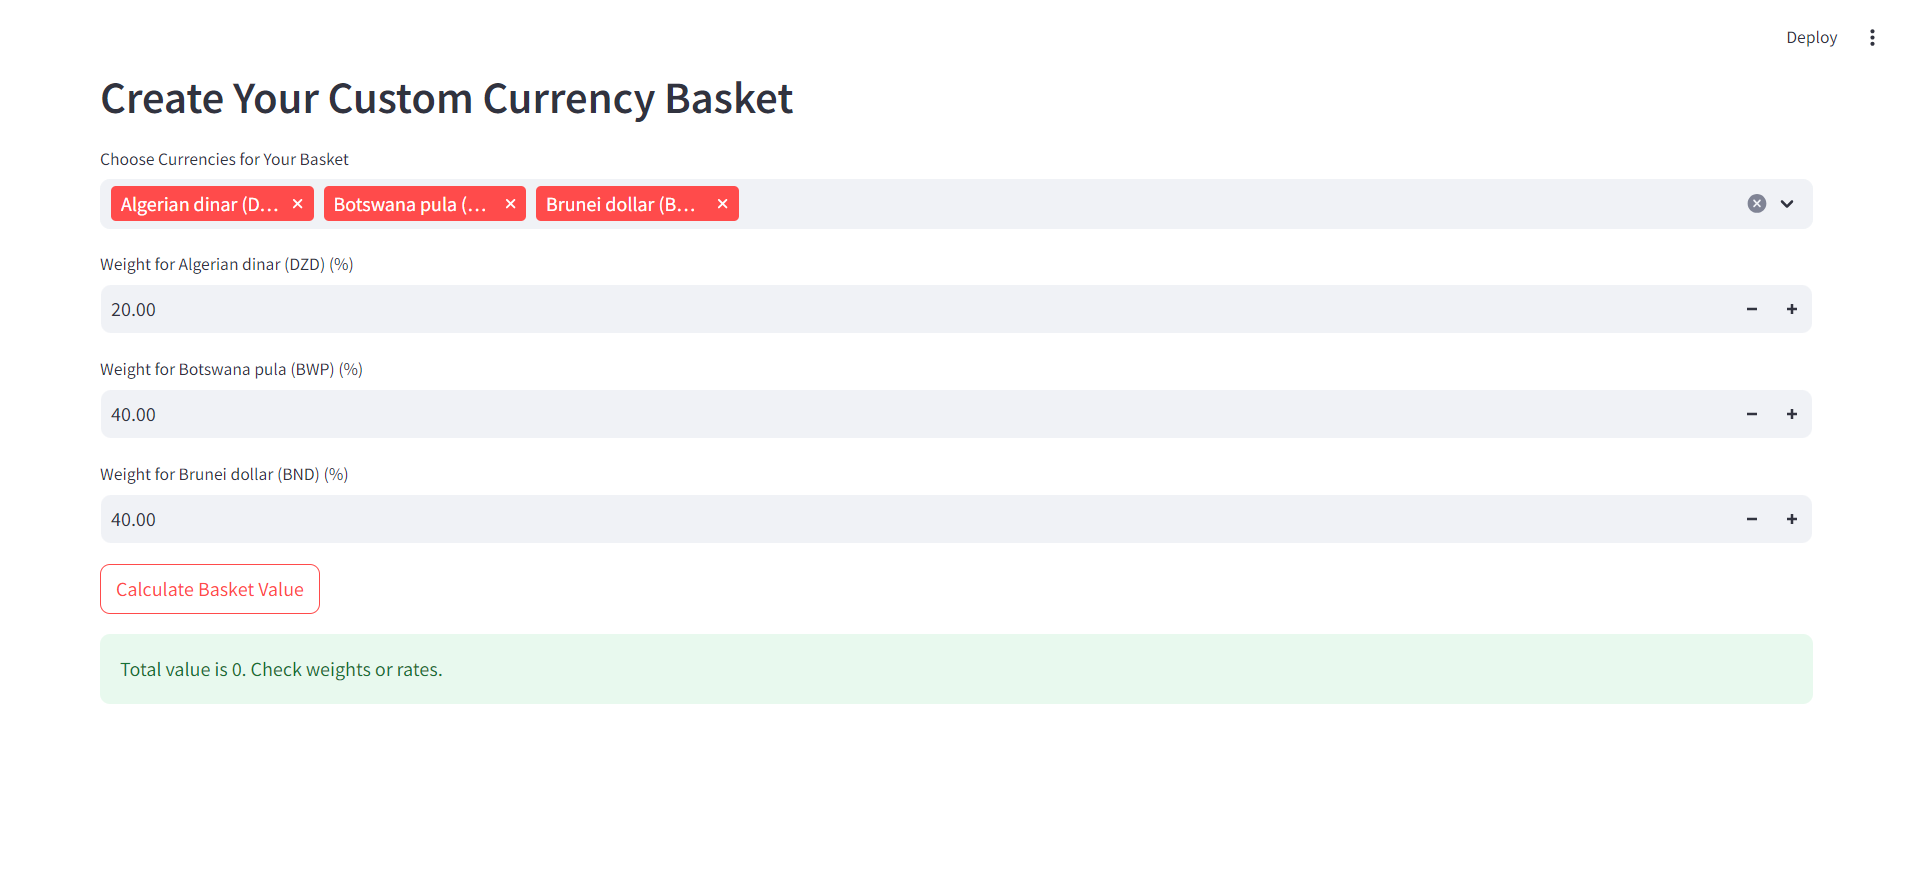 Deploy
Create Your Custom Currency Basket
Choose Currencies for Your Basket
Algerian dinar (D... Botswana pula (... Brunei dollar (B...
Weight for Algerian dinar (DZD) (%)
20.00
Weight for Botswana pula (BWP) (%)
40.00
Weight for Brunei dollar (BND) (%)
40.00
Calculate Basket Value
Total value is 0. Check weights or rates.